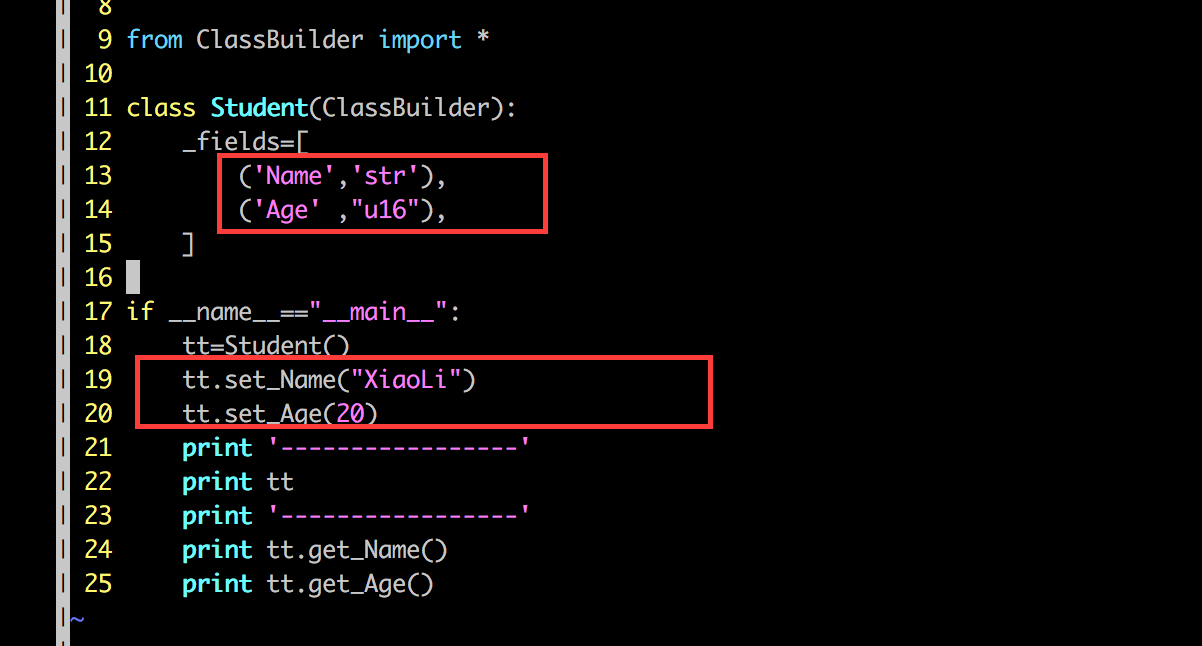 8
9 from ClassBuilder import *
10
11 class Student(ClassBuilder):
12     _fields=[
13         ('Name','str'),
14         ('Age' ,"u16"),
15     ]
16
17 if __name__=="__main__":
18     tt=Student()
19     tt.set_Name("XiaoLi")
20     tt.set_Age(20)
21     print '-----------------'
22     print tt
23     print '-----------------'
24     print tt.get_Name()
25     print tt.get_Age()
~